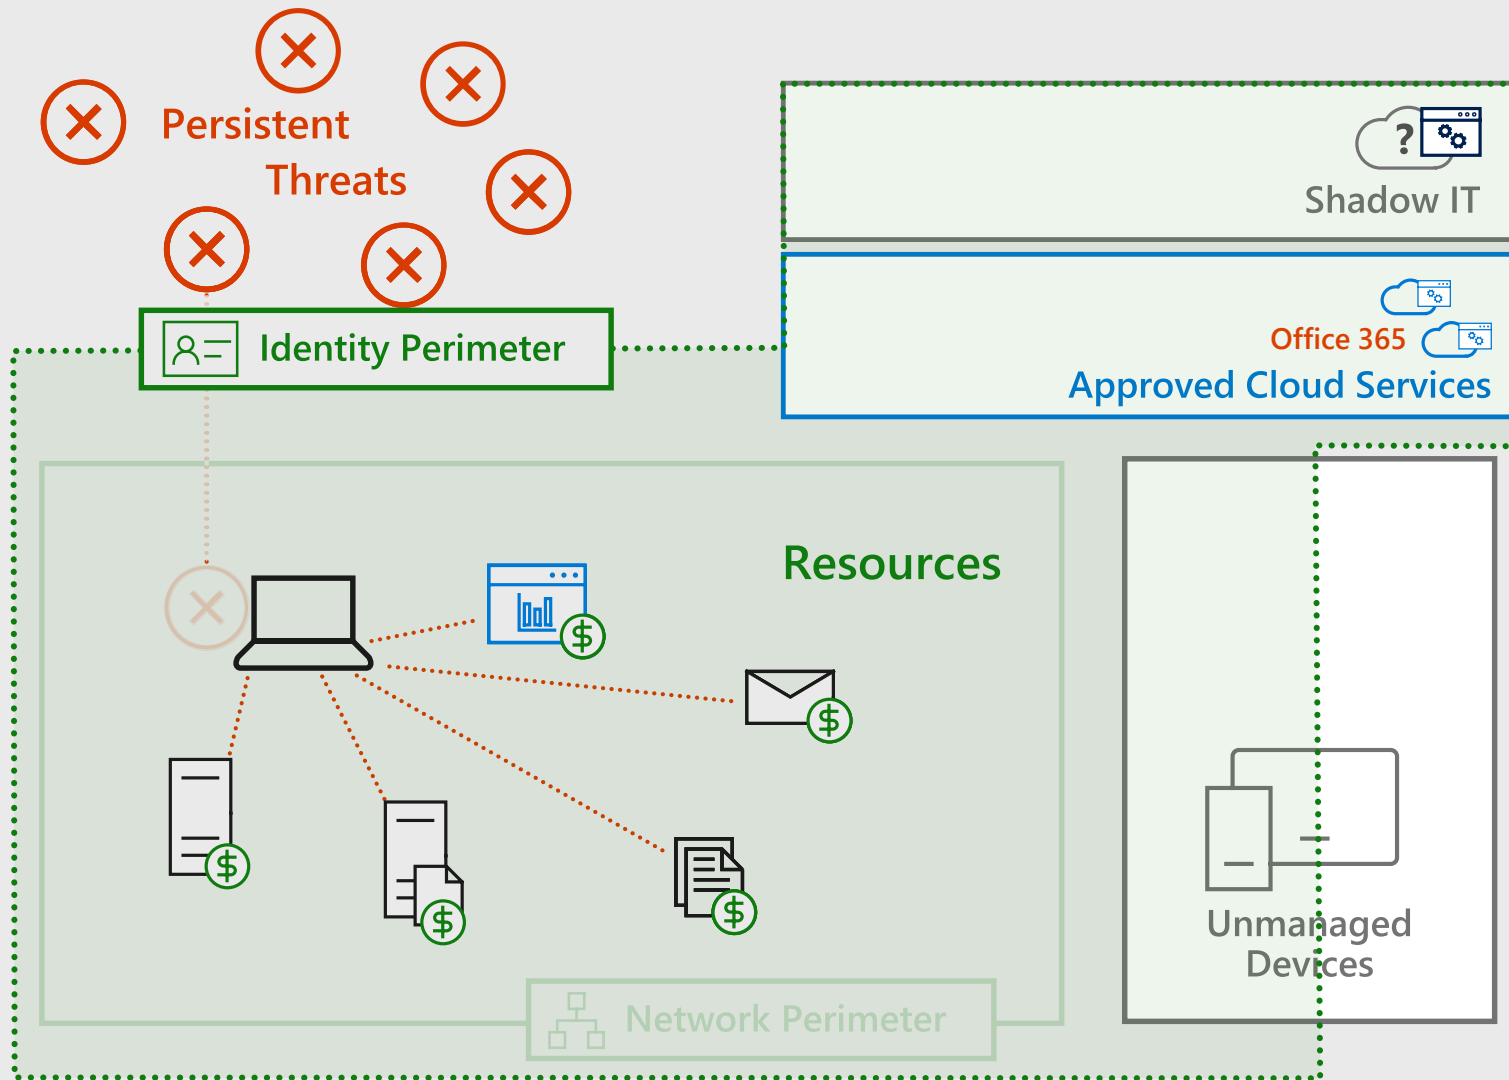 Persistent
Threats
?
Shadow IT
Identity Perimeter
Office 365
Approved Cloud Services
Resources
$
$
$
$
$
Unmanaged
Devices
Network Perimeter